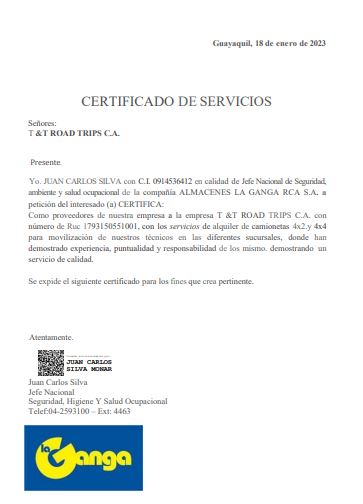 Guayaquil, 18 de enero de 2023
CERTIFICADO DE SERVICIOS
Señores:
T &T ROAD TRIPS C.A.
Presente.
Yo. JUAN CARLOS SILVA con C.I. 0914536412 en calidad de Jefe Nacional de Seguridad,
ambiente y salud ocupacional de la compañía ALMACENES LA GANGA RCA S.A. a
petición del interesado (a) CERTIFICA:
Como proveedores de nuestra empresa a la empresa T &T ROAD TRIPS C.A. con
número de Ruc 1793150551001, con los servicios de alquiler de camionetas 4x2.y 4x4
para movilización de nuestros técnicos en las diferentes sucursales, donde han
demostrado experiencia, puntualidad y responsabilidad de los mismo. demostrando un
servicio de calidad.
Se expide el siguiente certificado para los fines que crea pertinente.
Atentamente.
JUAN CARLOS
SILVA MONAR
Juan Carlos Silva
Jefe Nacional
Seguridad, Higiene Y Salud Ocupacional
Telef:04-2593100 – Ext: 4463
la Ganga